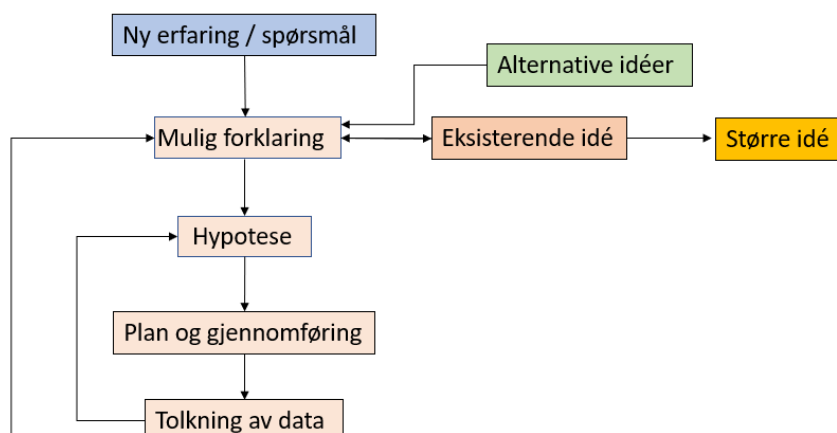 Ny erfaring / spørsmål
Alternative idéer
Mulig forklaring
Eksisterende idé
Større idé
Hypotese
Plan og gjennomføring
Tolkning av data